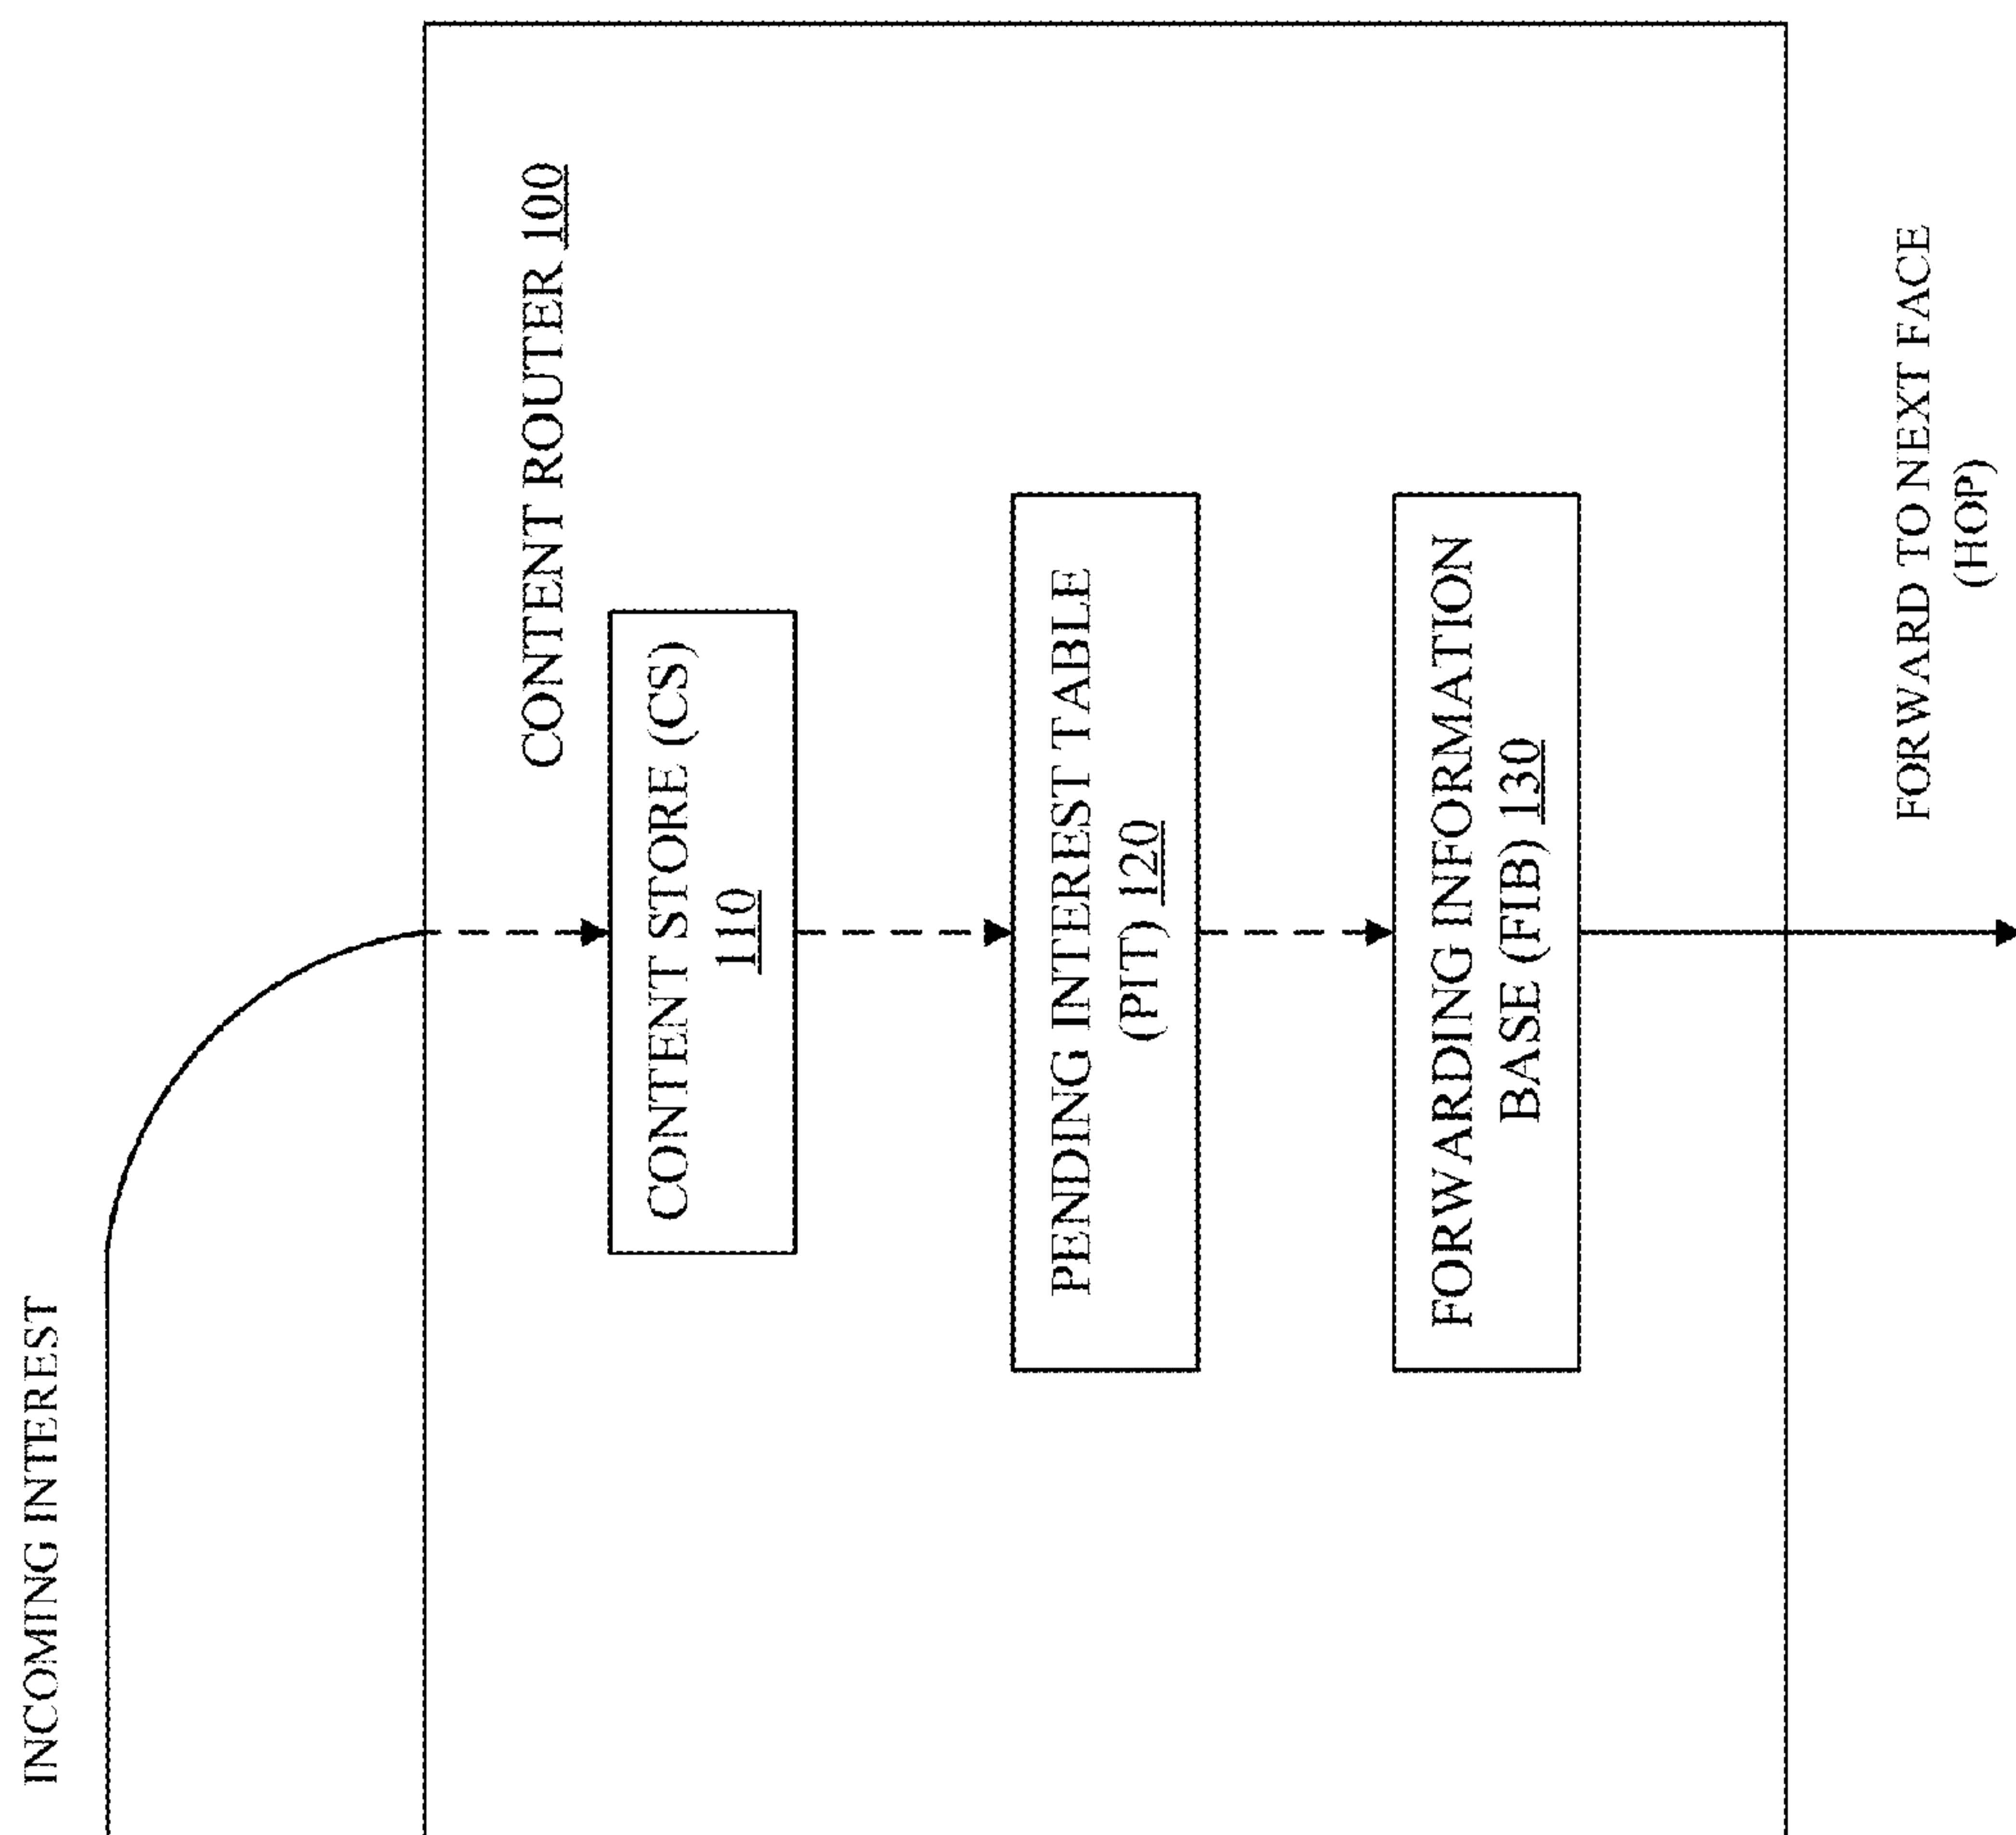 INCOMING INTEREST
CONTENT ROUTER 100
CONTENT STORE (CS)
110
PENDING INTEREST TABLE
(PIT) 120
FORWARDING INFORMATION
BASE (FIB) 130
FORWARD TO NEXT FACE
(HOP)